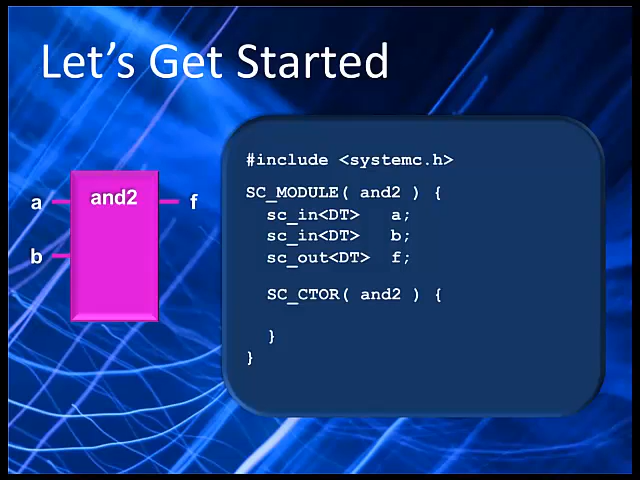 Let's Get Started
and2
a
f
b
#include <systemc.h>
SC_MODULE( and2 ) {
sc_in<DT> a;
sc_in<DT> b;
sc_out<DT> f;
SC_CTOR( and2 ) {
}
}